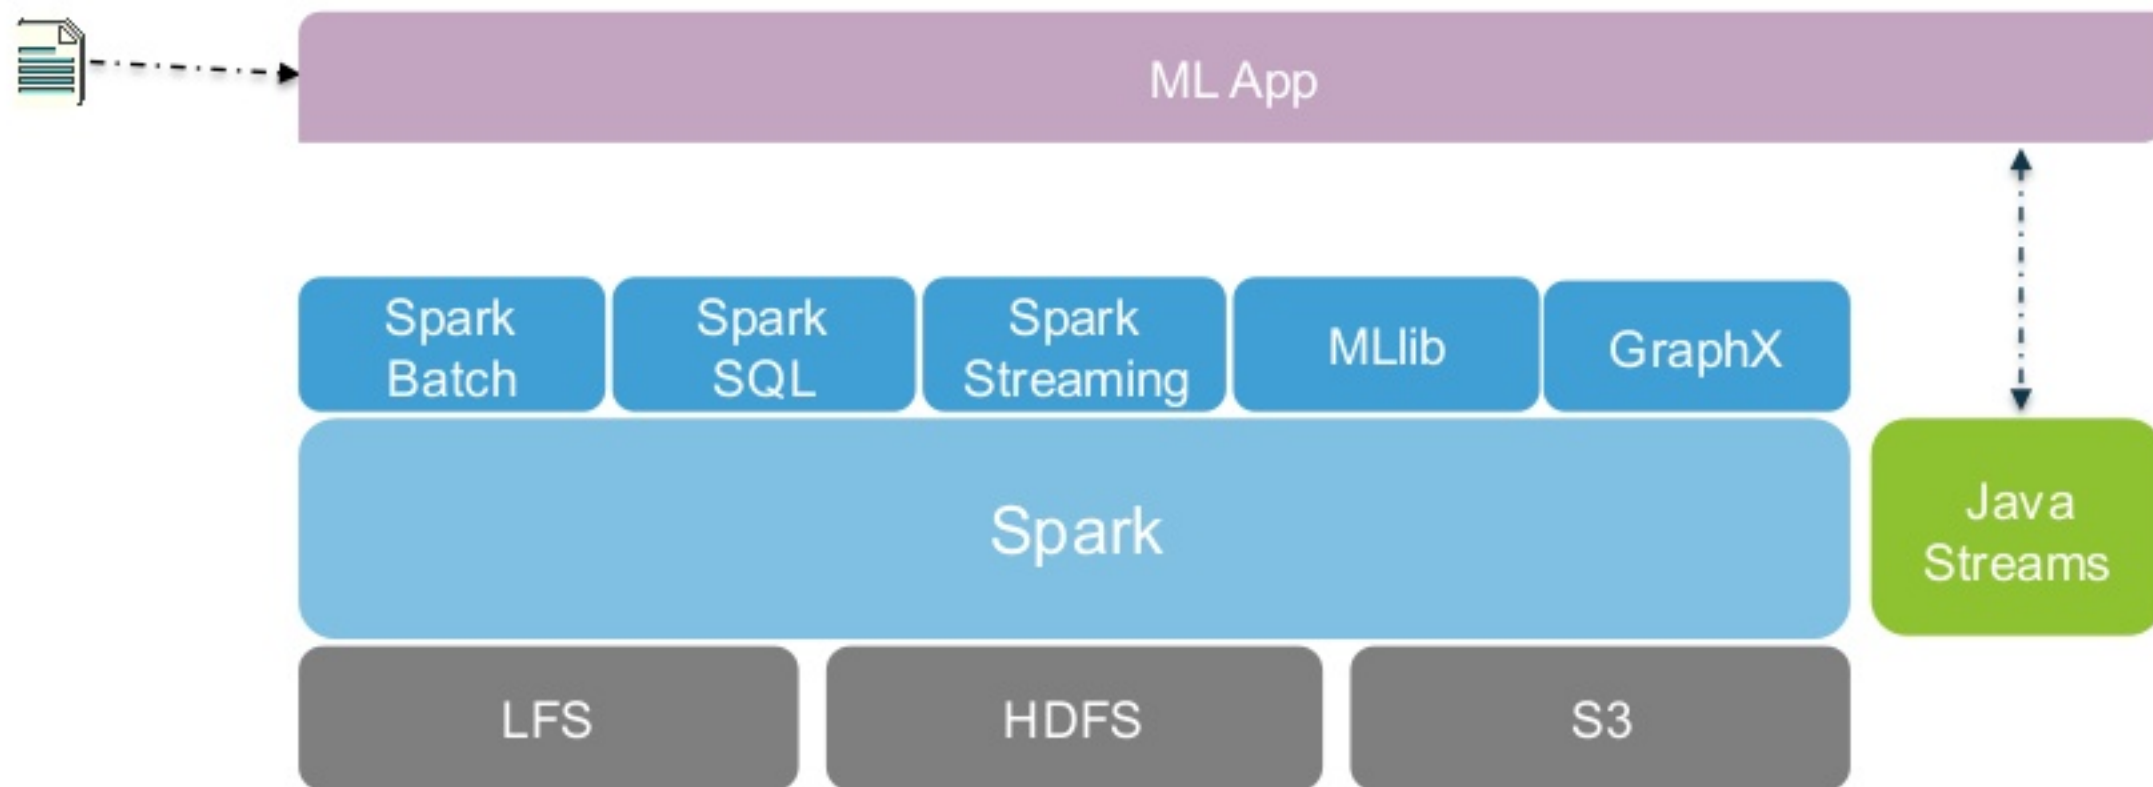 ML App
Spark
Batch
Spark
SQL
Spark
Streaming
MLlib
GraphX
Spark
Java
Streams
LFS
HDFS
S3